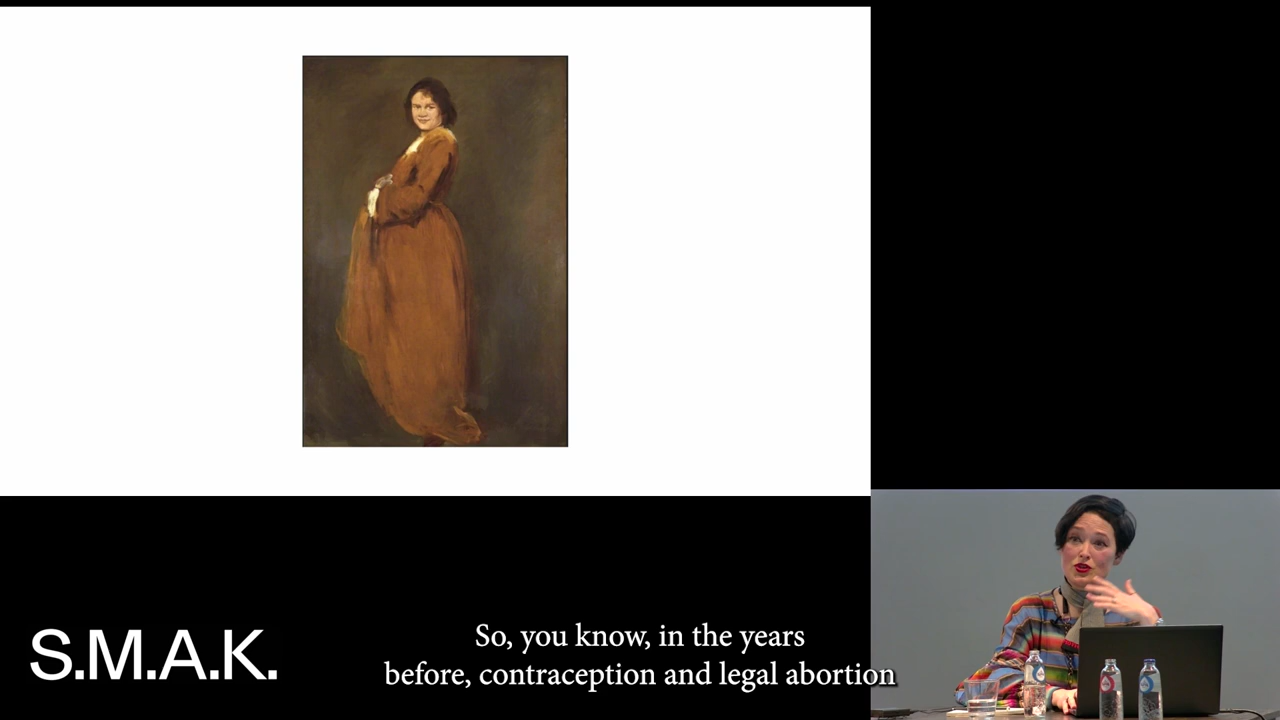 S.M.A.K.
So, you know, in the years
before, contraception and legal abortion